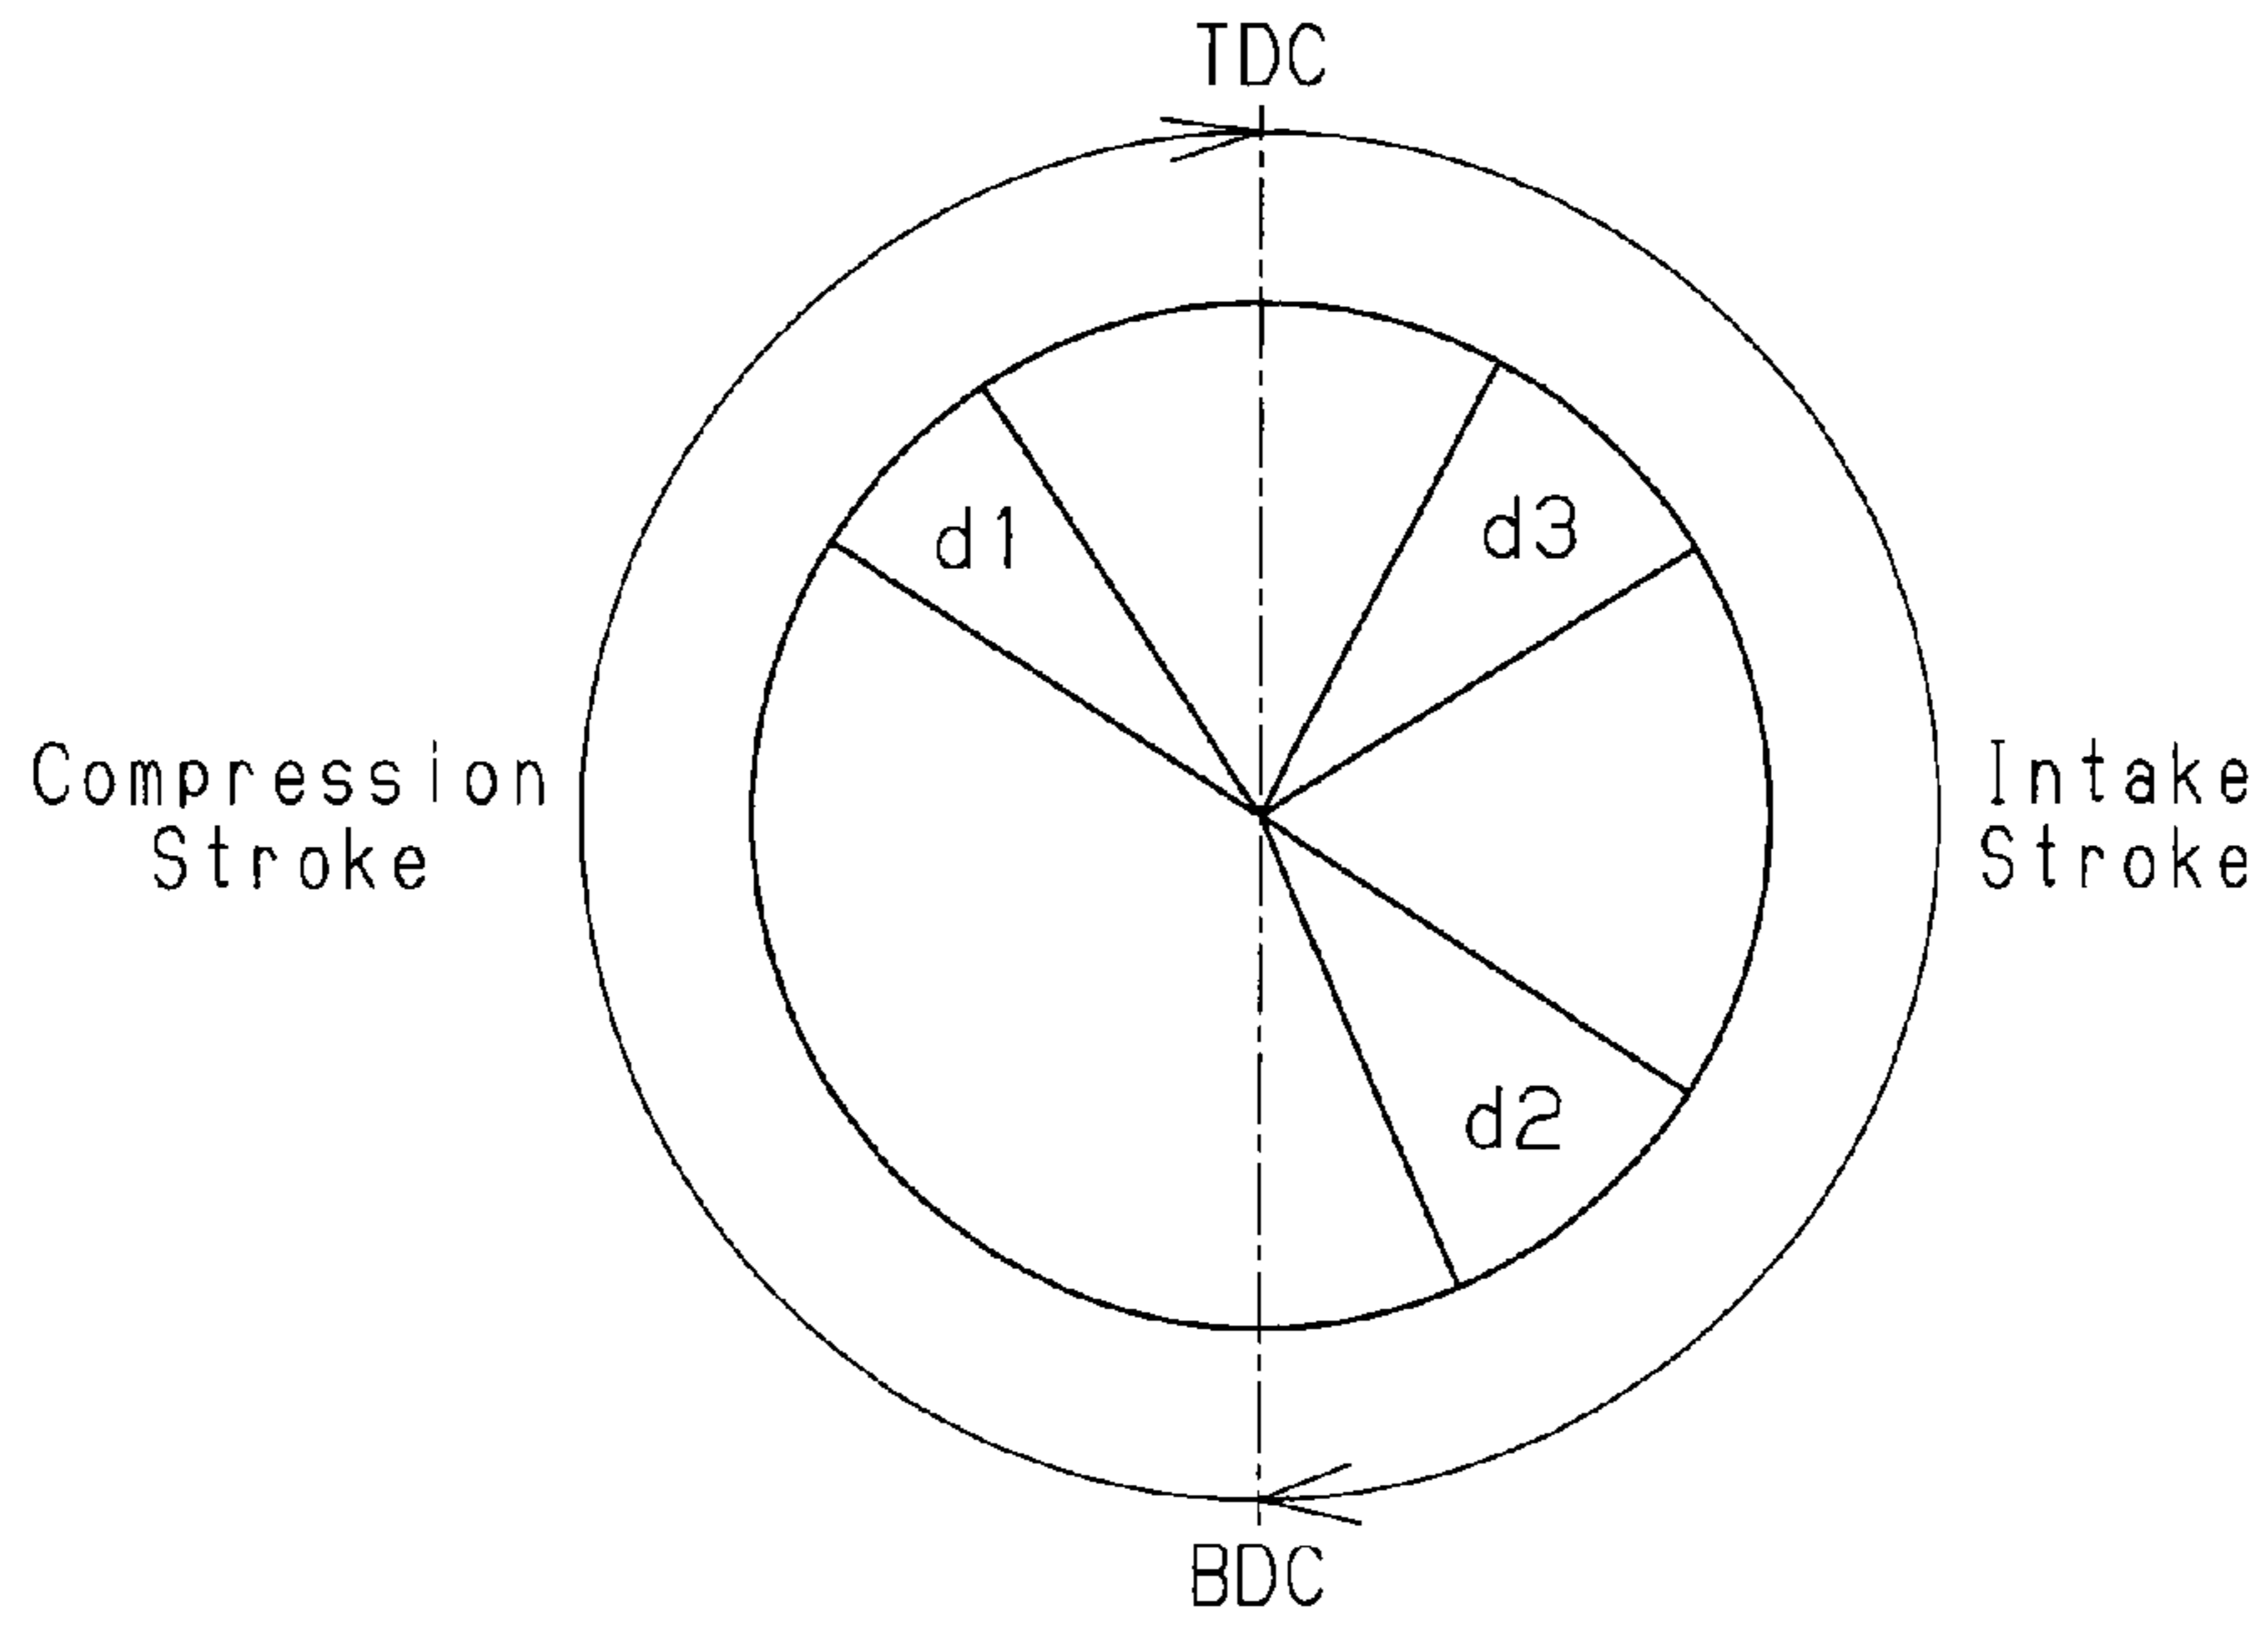 TDC
d1
d3
Compression
Stroke
Intake
Stroke
d2
BDC